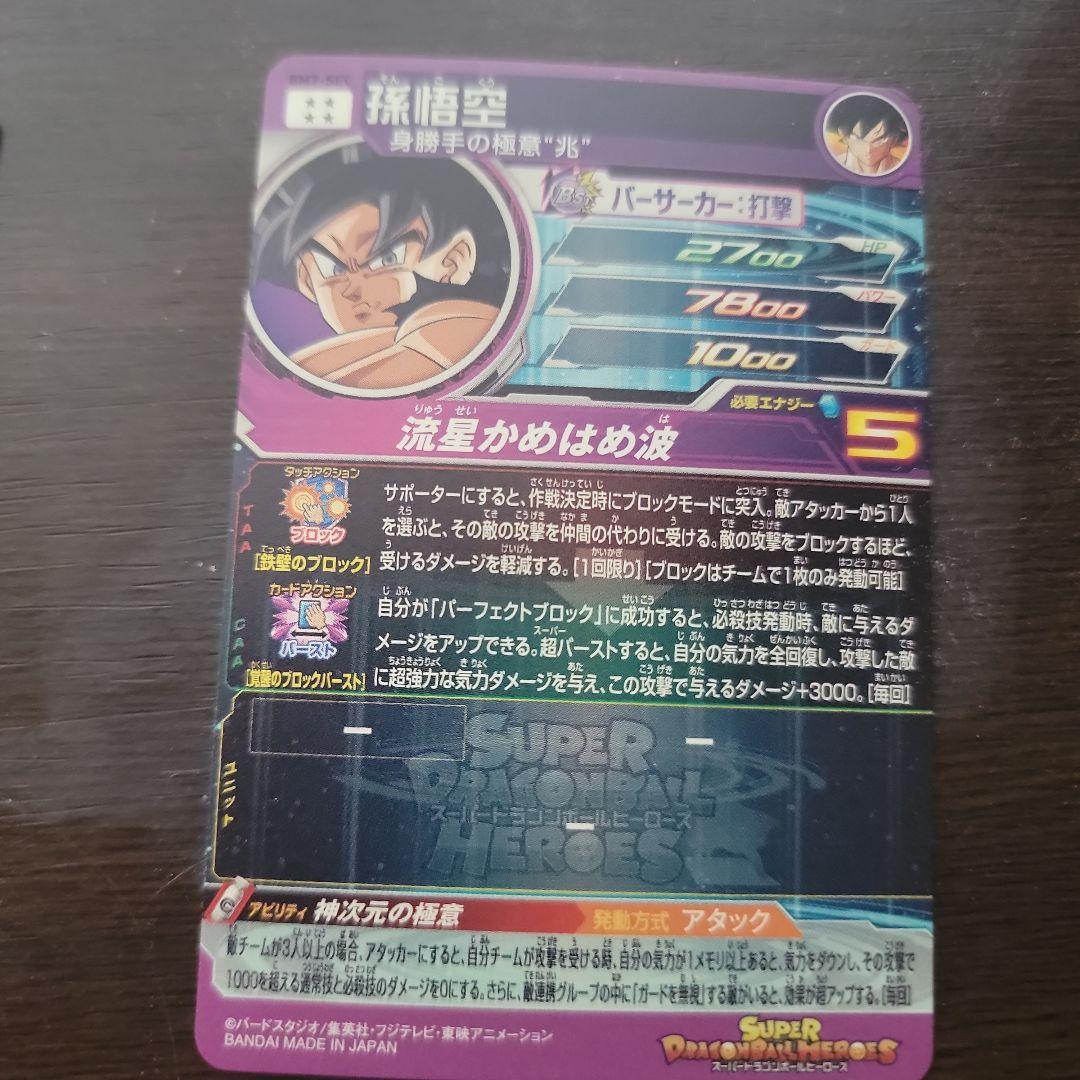 BM7-SEC
★★
★★
孫悟空
そんごくう
身勝手の極意"兆"
Bs
バーサーカー:打撃
2700 HP
7800 パワー
1000 ガード
必要エナジー 5
りゅうせい は
流星かめはめ波
TAA
タッチアクション
ブロック
てっぺき
[鉄壁のブロック]
サポーターにすると、作戦決定時にブロックモードに突入。敵アタッカーから1人
を選ぶと、その敵の攻撃を仲間の代わりに受ける。敵の攻撃をブロックするほど、
受けるダメージを軽減する。[1回限り][ブロックはチームで1枚のみ発動可能]
CAA
カードアクション
バースト
かくせい
[覚醒のブロックバースト]
自分が「パーフェクトブロック」に成功すると、必殺技発動時、敵に与えるダ
メージをアップできる。超バーストすると、自分の気力を全回復し、攻撃した敵
に超強力な気力ダメージを与え、この攻撃で与えるダメージ+3000。[毎回]
ユニット
ー
ー
ー
SUPER
DRAGONBALL
スーパードラゴンボールヒーローズ
HEROES
アビリティ 神次元の極意 発動方式 アタック
敵チームが3人以上の場合、アタッカーにすると、自分チームが攻撃を受ける時、自分の気力が1メモリ以上あると、気力をダウンし、その攻撃で
1000を超える通常技と必殺技のダメージを0にする。さらに、敵連携グループの中に「ガードを無視」する敵がいると、効果が超アップする。[毎回]
©バードスタジオ/集英社・フジテレビ・東映アニメーション
BANDAI MADE IN JAPAN
SUPER
DRAGONBALL HEROES
スーパードラゴンボールヒーローズ